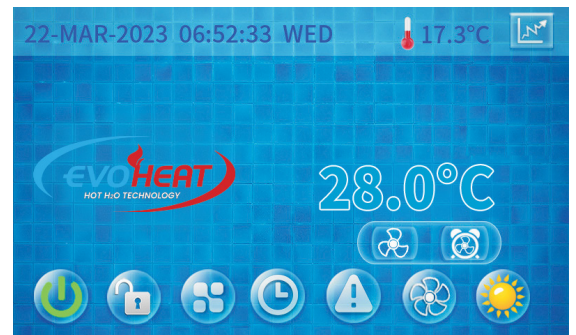 22-MAR-2023 06:52:33 WED 17.3°C
EVOHEAT
HOT H₂O TECHNOLOGY
28.0°C